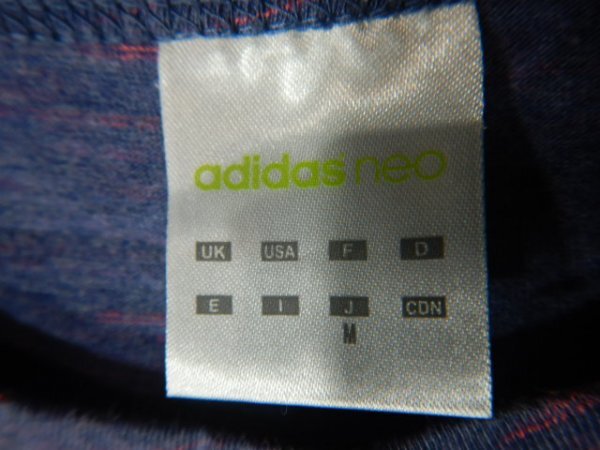 adidas neo
UK USA F D
E I J CDN
M